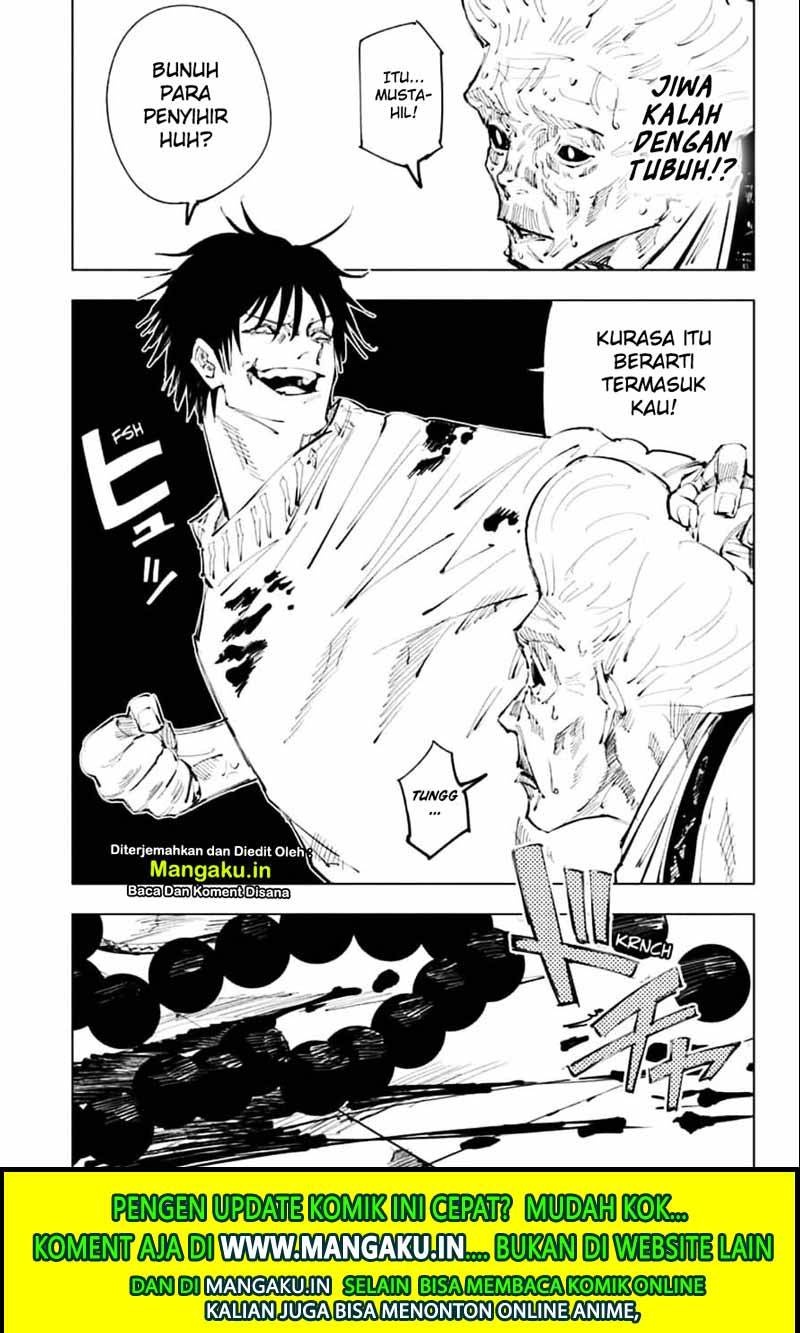 BUNUH
PARA
PENYIHIR
HUH?
ITU...
MUSTA-
HIL!
JIWA
KALAH
DENGAN
TUBUH!?
KURASA ITU
BERARTI
TERMASUK
KAU!
FSH
ヒュッ
TUNGG
...
Diterjemahkan dan Diedit Oleh :
Mangaku.in
Baca Dan Koment Disana
KRNCH
ドチャ
PENGEN UPDATE KOMIK INI CEPAT? MUDAH KOK...
KOMENT AJA DI WWW.MANGAKU.IN.... BUKAN DI WEBSITE LAIN
DAN DI MANGAKU.IN SELAIN BISA MEMBACA KOMIK ONLINE
KALIAN JUGA BISA MENONTON ONLINE ANIME,